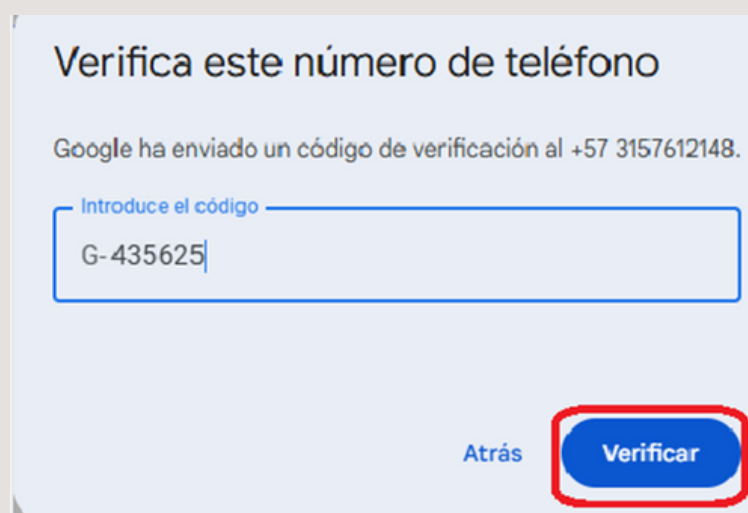 Verifica este número de teléfono
Google ha enviado un código de verificación al +57 3157612148.
Introduce el código
G-435625
Atrás
Verificar